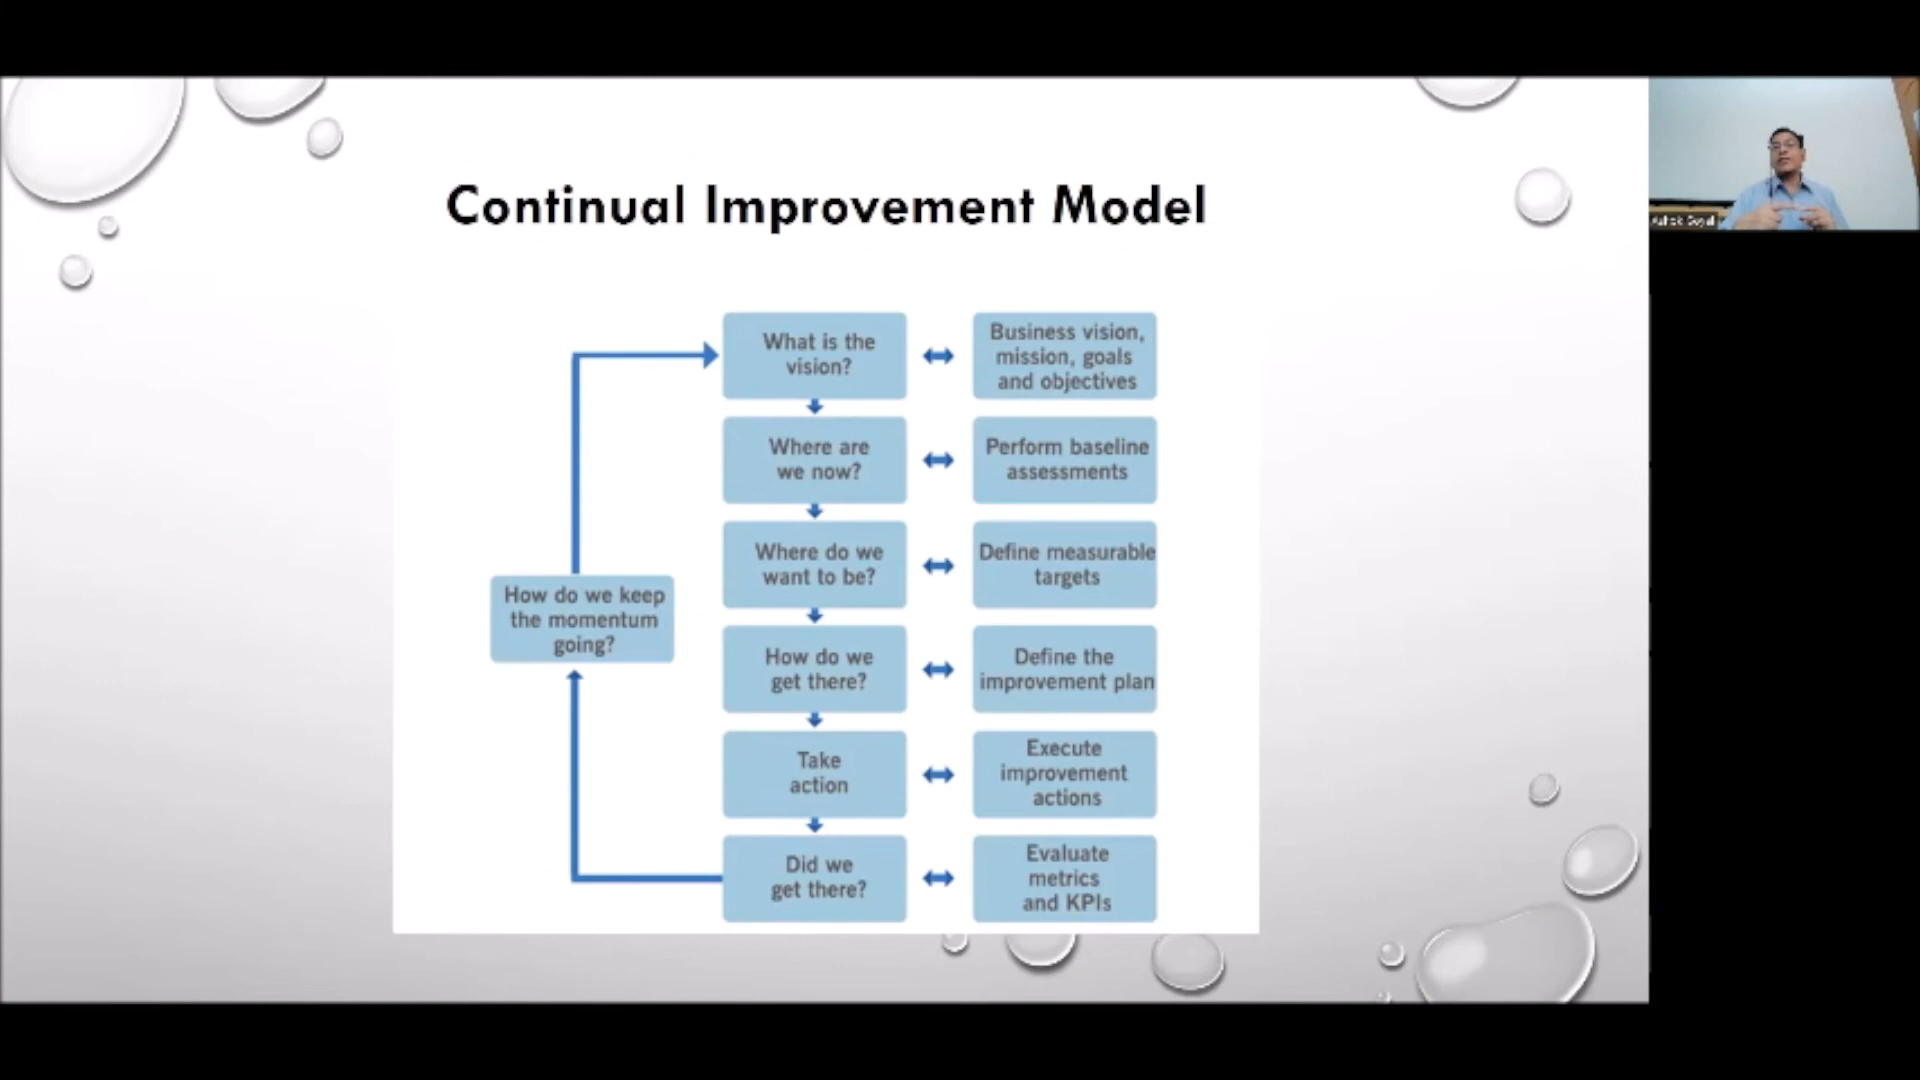 Continual Improvement Model
What is the
vision?
Business vision,
mission, goals
and objectives
Where are
we now?
Perform baseline
assessments
Where do we
want to be?
Define measurable
targets
How do we keep
the momentum
going?
How do we
get there?
Define the
improvement plan
Take
action
Execute
improvement
actions
Did we
get there?
Evaluate
metrics
and KPIs
Ashok Goyal